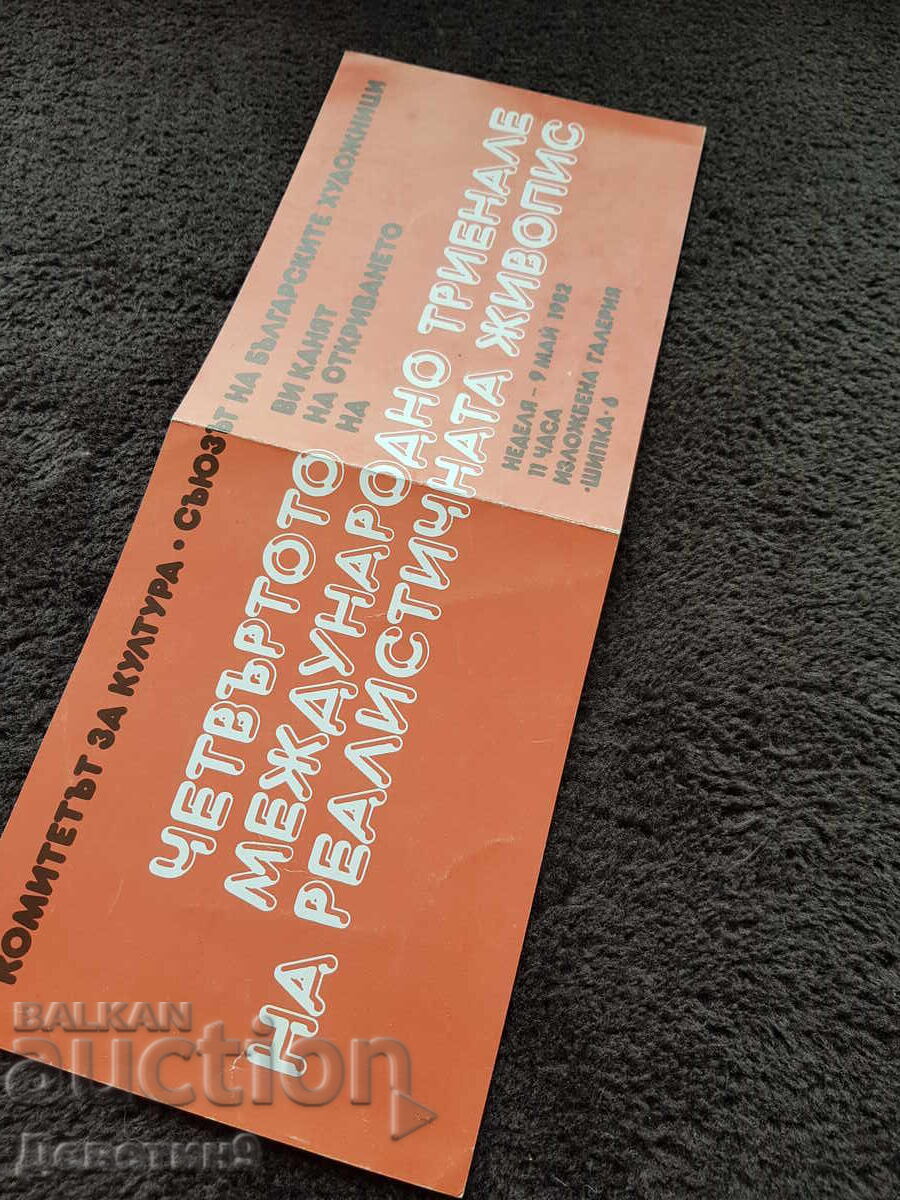 КОМИТЕТЪТ ЗА КУЛТУРА • СЪЮЗЪТ НА БЪЛГАРСКИТЕ ХУДОЖНИЦИ
ВИ КАНЯТ
НА ОТКРИВАНЕТО
НА
ЧЕТВЪРТОТО
МЕЖДУНАРОДНО ТРИЕНАЛЕ
НА РЕАЛИСТИЧНАТА ЖИВОПИС
НЕДЕЛЯ – 9 МАЙ 1982
11 ЧАСА
ИЗЛОЖБЕНА ГАЛЕРИЯ
•ШИПКА• 6
BALKAN
auction
Деветин9